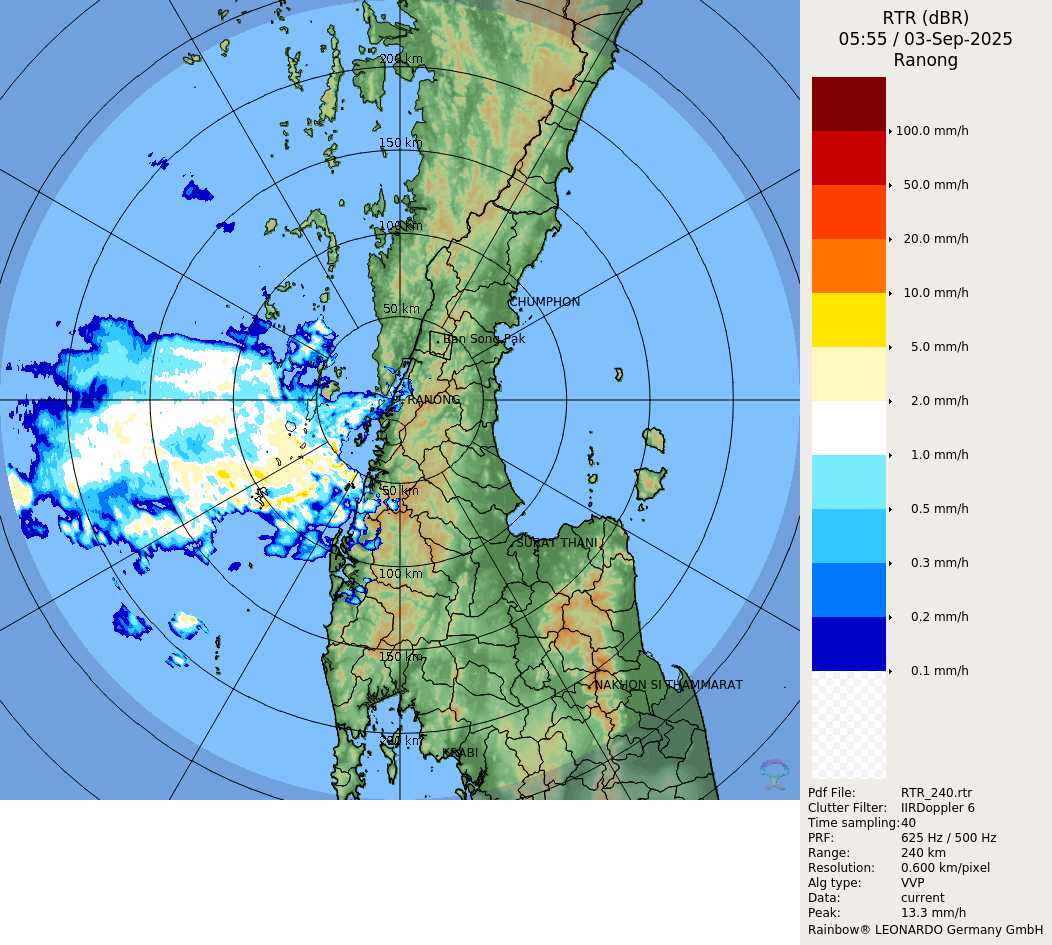 RTR (dBR)
05:55 / 03-Sep-2025
Ranong
100.0 mm/h
50.0 mm/h
20.0 mm/h
10.0 mm/h
5.0 mm/h
2.0 mm/h
1.0 mm/h
0.5 mm/h
0.3 mm/h
0.2 mm/h
0.1 mm/h
200 km
150 km
100 km
50 km
CHUMPHON
Ban Song Pak
RANONG
50 km
SURAT THANI
100 km
150 km
NAKHON SI THAMMARAT
200 km
KRABI
Pdf File: RTR_240.rtr
Clutter Filter: IIRDoppler 6
Time sampling:40
PRF: 625 Hz / 500 Hz
Range: 240 km
Resolution: 0.600 km/pixel
Alg type: VVP
Data: current
Peak: 13.3 mm/h
Rainbow® LEONARDO Germany GmbH